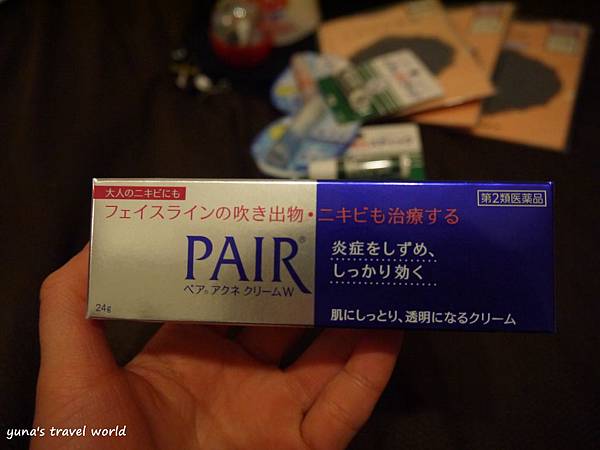 大人のニキビにも
第2類医薬品
フェイスラインの吹き出物・ニキビも治療する
PAIR®
ペア® アクネ クリームW
炎症をしずめ、
しっかり効く
24g
肌にしっとり、透明になるクリーム
yuna's travel world